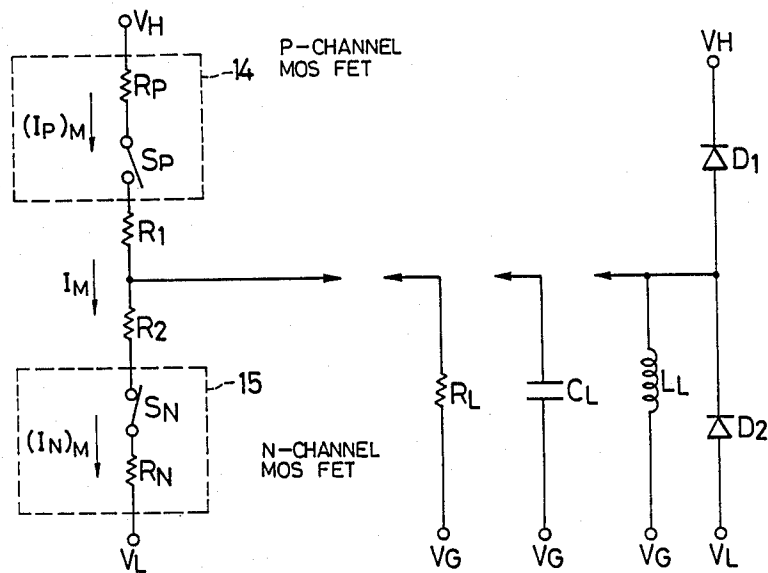 VH
P-CHANNEL
MOS FET
14
RP
(IP)M
SP
R1
IM
R2
15
SN
(IN)M
RN
N-CHANNEL
MOS FET
VL
RL
VG
CL
VG
LL
VG
VH
D1
D2
VL